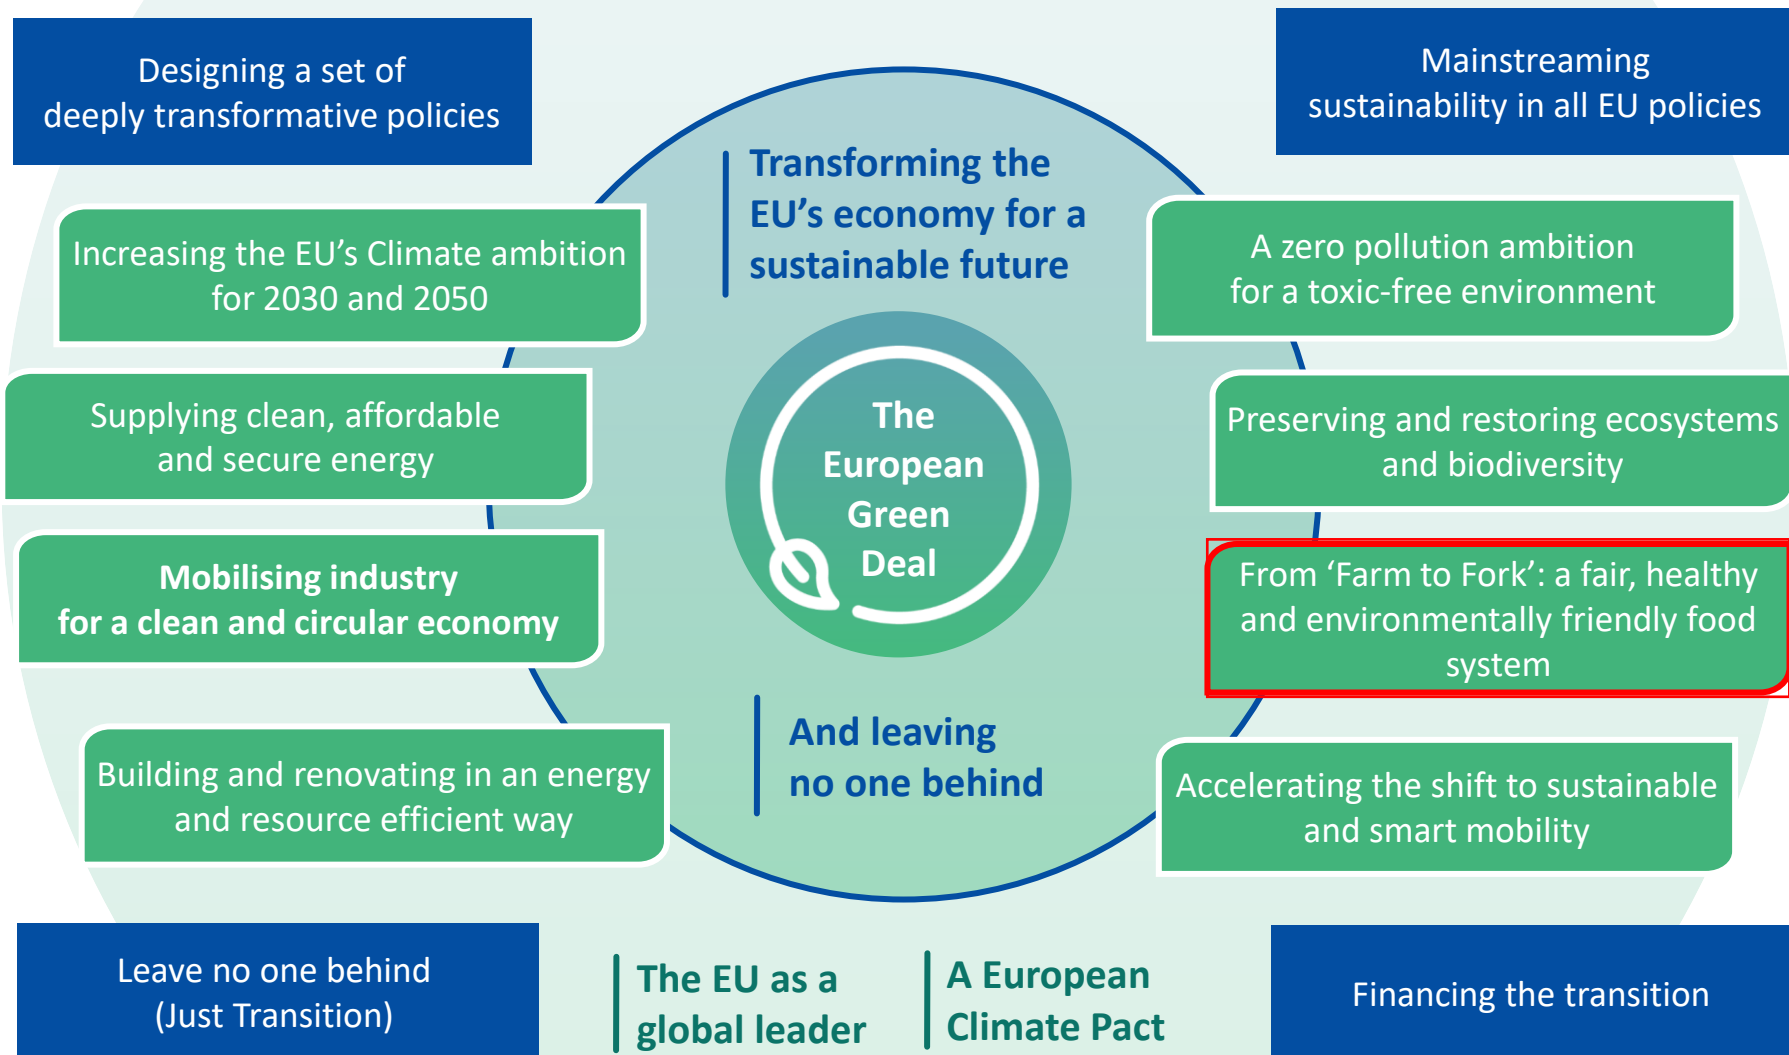 Designing a set of
deeply transformative policies
Mainstreaming
sustainability in all EU policies
Transforming the
EU’s economy for a
sustainable future
Increasing the EU’s Climate ambition
for 2030 and 2050
A zero pollution ambition
for a toxic-free environment
Supplying clean, affordable
and secure energy
The
European
Green
Deal
Preserving and restoring ecosystems
and biodiversity
Mobilising industry
for a clean and circular economy
From ‘Farm to Fork’: a fair, healthy
and environmentally friendly food
system
Building and renovating in an energy
and resource efficient way
And leaving
no one behind
Accelerating the shift to sustainable
and smart mobility
Leave no one behind
(Just Transition)
The EU as a
global leader
A European
Climate Pact
Financing the transition